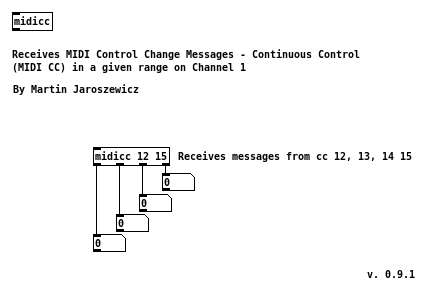 midicc
Receives MIDI Control Change Messages - Continuous Control
(MIDI CC) in a given range on Channel 1
By Martin Jaroszewicz
midicc 12 15 Receives messages from cc 12, 13, 14 15
0
0
0
0
v. 0.9.1